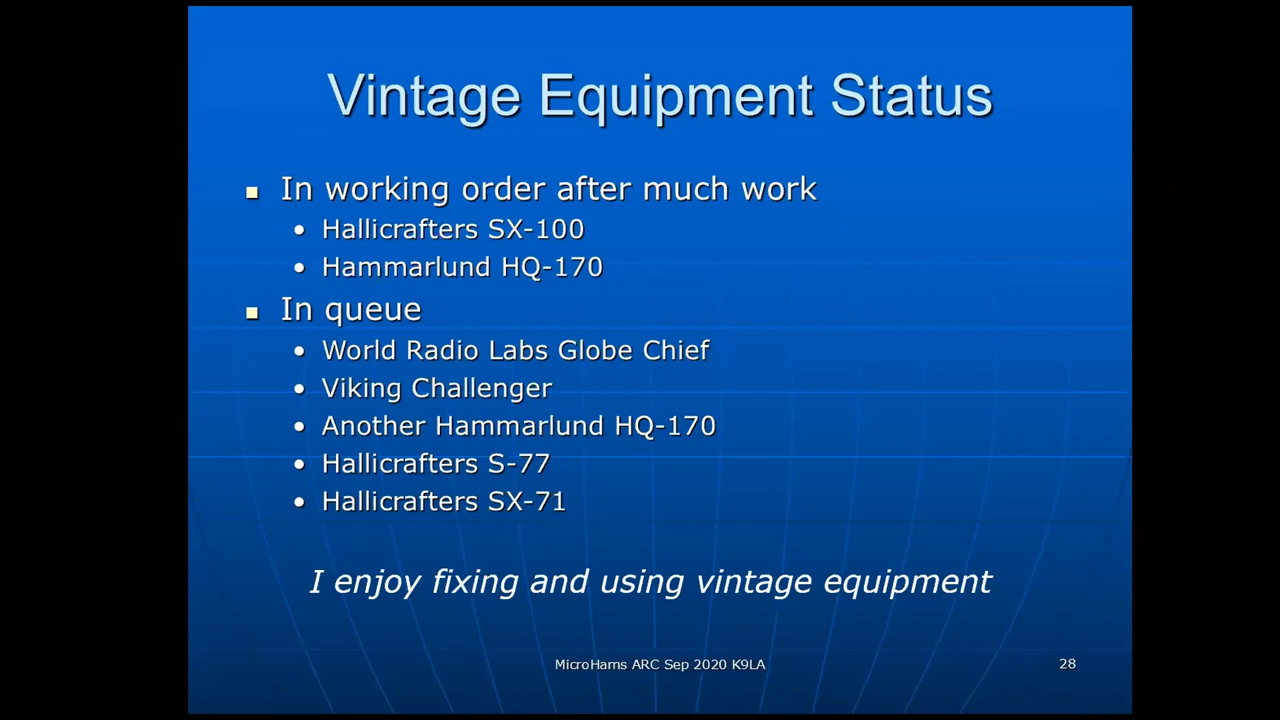 Vintage Equipment Status
In working order after much work
Hallicrafters SX-100
Hammarlund HQ-170
In queue
World Radio Labs Globe Chief
Viking Challenger
Another Hammarlund HQ-170
Hallicrafters S-77
Hallicrafters SX-71
I enjoy fixing and using vintage equipment
MicroHams ARC Sep 2020 K9LA
28